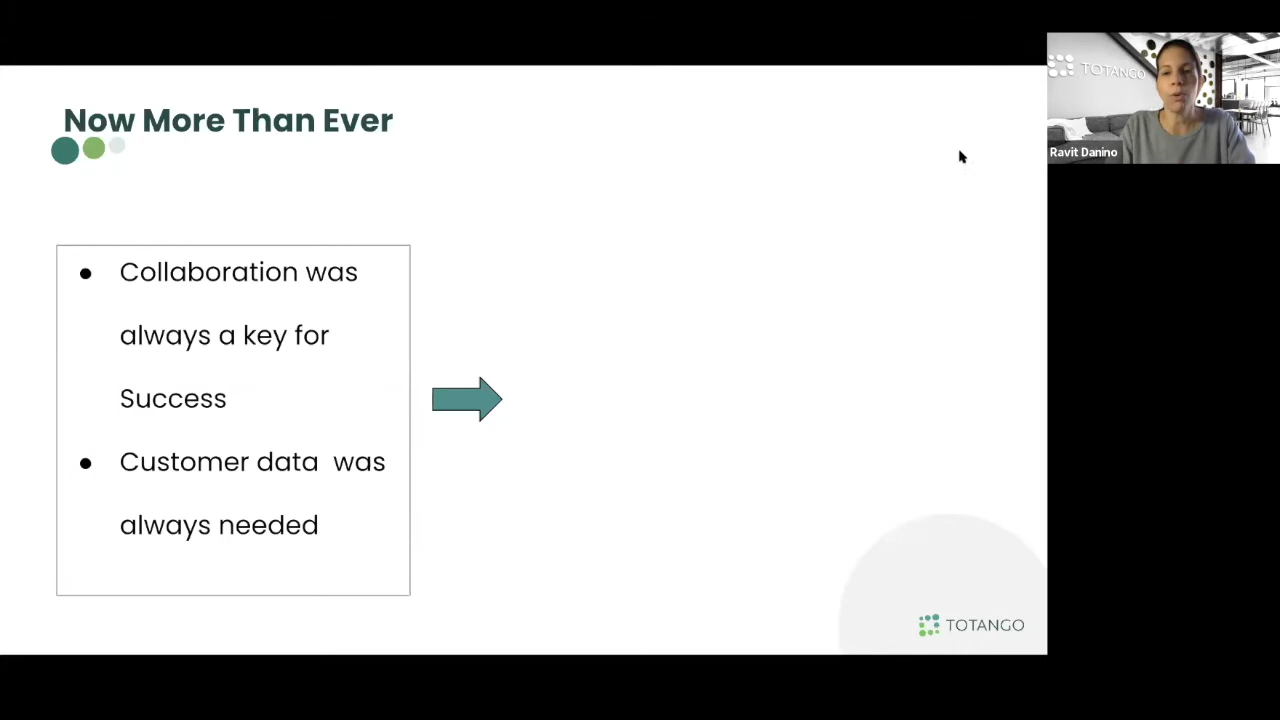 Now More Than Ever
TOTANGO
Ravit Danino
● Collaboration was
always a key for
Success
● Customer data was
always needed
TOTANGO